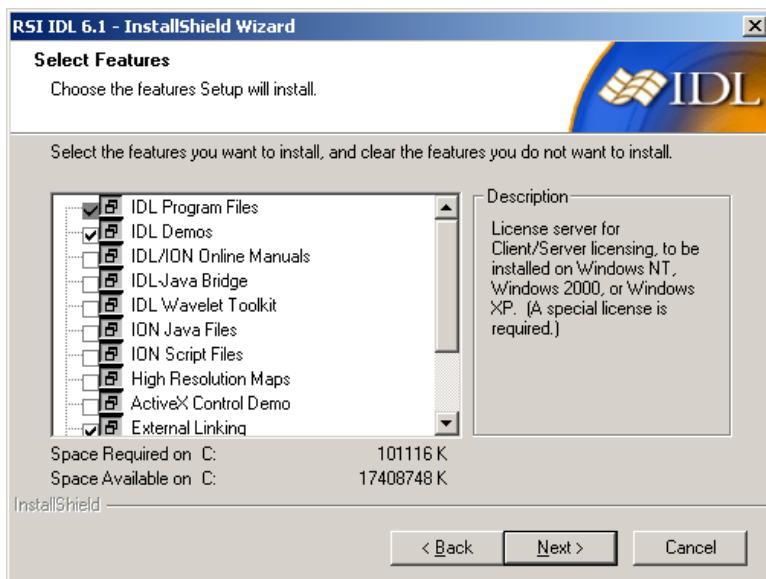 RSI IDL 6.1 - InstallShield Wizard
Select Features
Choose the features Setup will install.
IDL
Select the features you want to install, and clear the features you do not want to install.
IDL Program Files
IDL Demos
IDL/ION Online Manuals
IDL-Java Bridge
IDL Wavelet Toolkit
ION Java Files
ION Script Files
High Resolution Maps
ActiveX Control Demo
External Linking
Description
License server for
Client/Server licensing, to be
installed on Windows NT,
Windows 2000, or Windows
XP. (A special license is
required.)
Space Required on C: 101116 K
Space Available on C: 17408748 K
InstallShield
< Back
Next >
Cancel